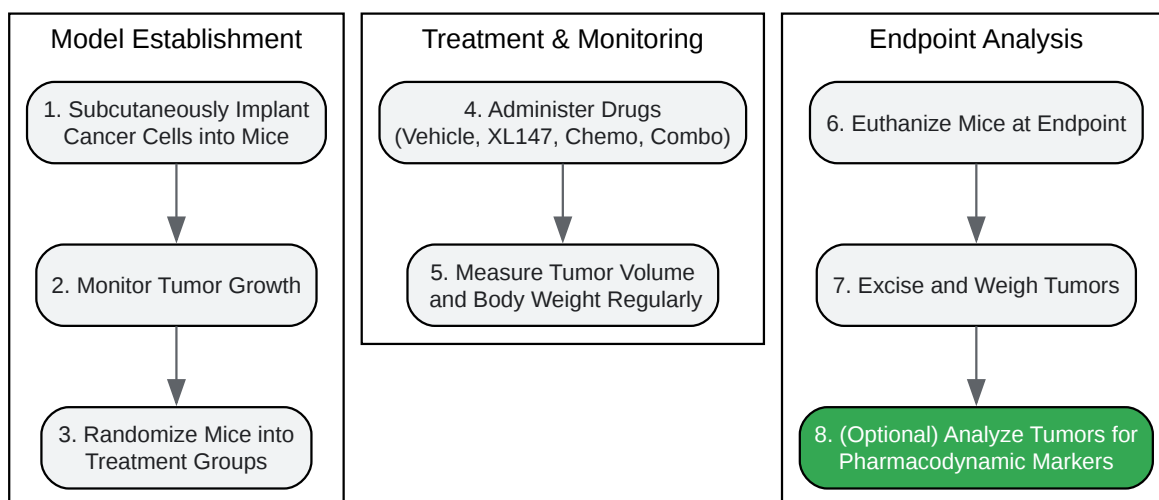 Model Establishment
1. Subcutaneously Implant
Cancer Cells into Mice
2. Monitor Tumor Growth
3. Randomize Mice into
Treatment Groups
Treatment & Monitoring
4. Administer Drugs
(Vehicle, XL147, Chemo, Combo)
5. Measure Tumor Volume
and Body Weight Regularly
Endpoint Analysis
6. Euthanize Mice at Endpoint
7. Excise and Weigh Tumors
8. (Optional) Analyze Tumors for
Pharmacodynamic Markers